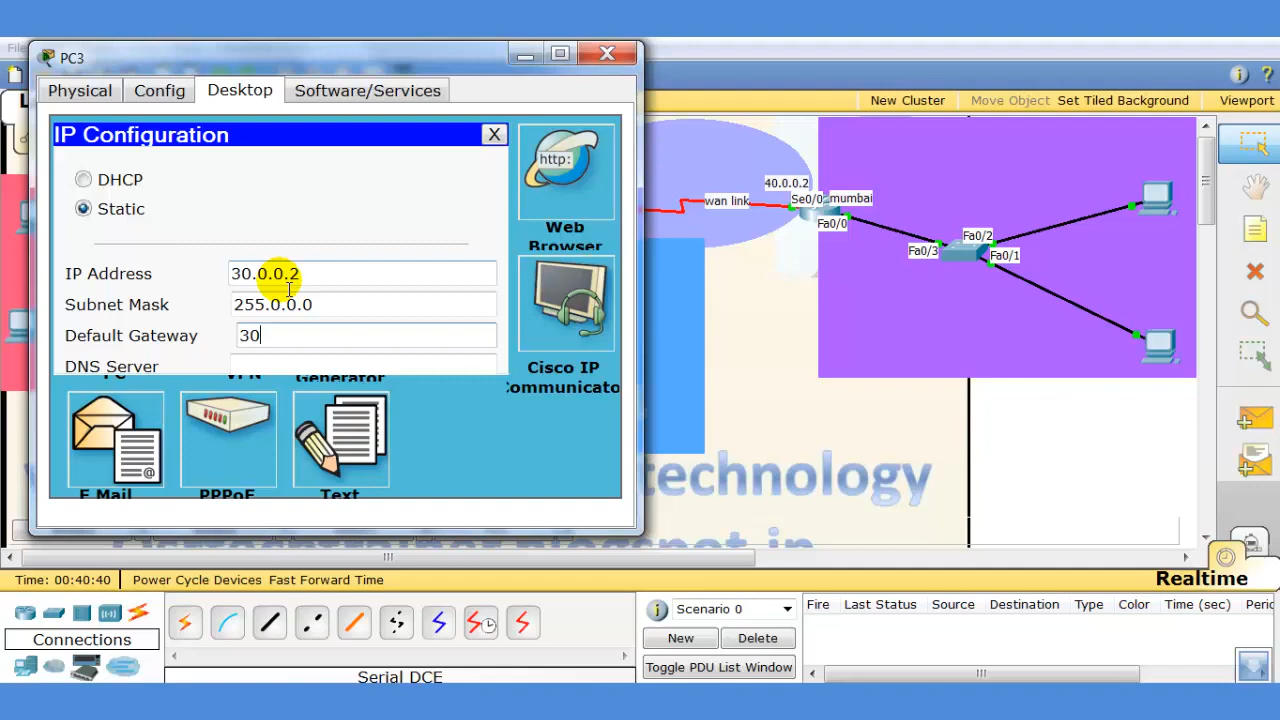 PC3
Physical
Config
Desktop
Software/Services
IP Configuration
X
DHCP
Static
IP Address
30.0.0.2
Subnet Mask
255.0.0.0
Default Gateway
30
DNS Server
http:
Web
Browser
Cisco IP
Communicato
VPN
Generator
@
E Mail
PPPoE
Text
New Cluster
Move Object
Set Tiled Background
Viewport
40.0.0.2
wan link
Se0/0
mumbai
Fa0/0
Fa0/3
Fa0/2
Fa0/1
technology
Time: 00:40:40
Power Cycle Devices
Fast Forward Time
Realtime
Connections
Serial DCE
Scenario 0
New
Delete
Toggle PDU List Window
Fire
Last Status
Source
Destination
Type
Color
Time (sec)
Perio